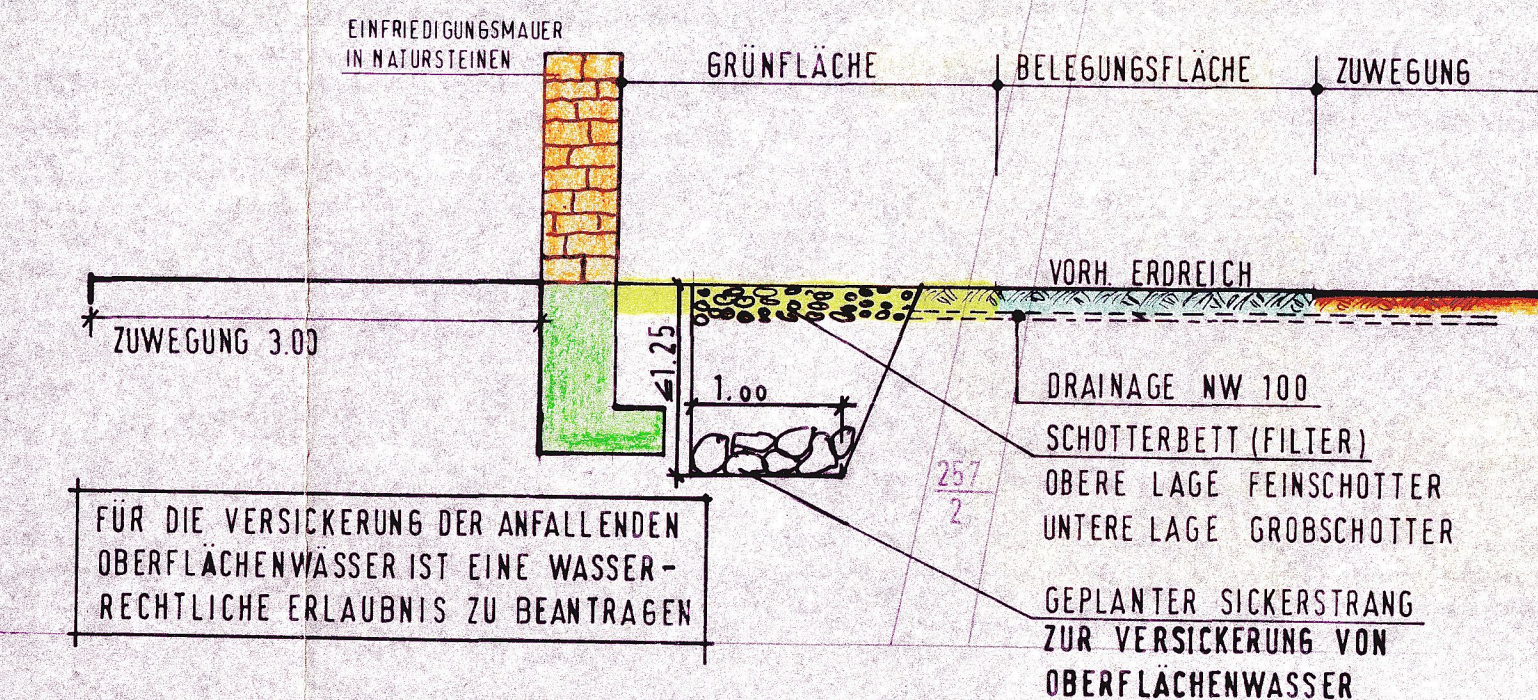 EINFRIEDIGUNGSMAUER
IN NATURSTEINEN
GRÜNFLÄCHE
BELEGUNGSFLÄCHE
ZUWEGUNG
VORH. ERDREICH
ZUWEGUNG 3.00
≤1.25
1.00
DRAINAGE NW 100
SCHOTTERBETT (FILTER)
OBERE LAGE FEINSCHOTTER
UNTERE LAGE GROBSCHOTTER
257
2
FÜR DIE VERSICKERUNG DER ANFALLENDEN
OBERFLÄCHENWÄSSER IST EINE WASSER-
RECHTLICHE ERLAUBNIS ZU BEANTRAGEN
GEPLANTER SICKERSTRANG
ZUR VERSICKERUNG VON
OBERFLÄCHENWASSER